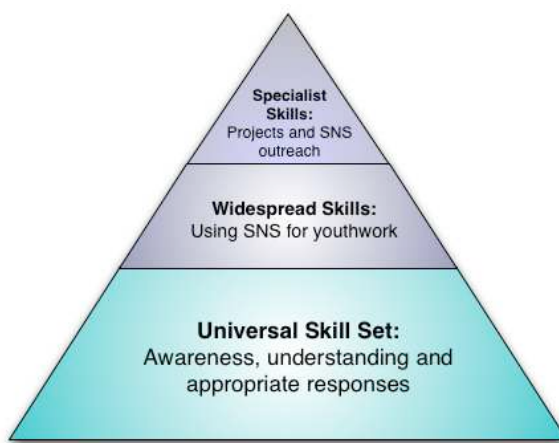 Specialist
Skills:
Projects and SNS
outreach
Widespread Skills:
Using SNS for youthwork
Universal Skill Set:
Awareness, understanding and
appropriate responses